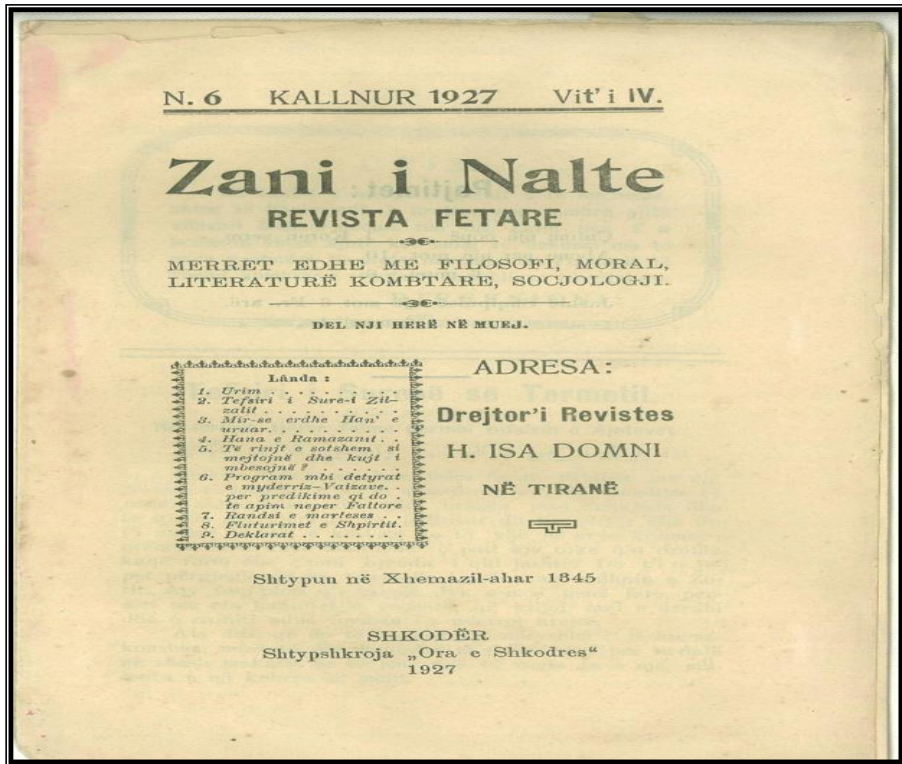 N. 6 KALLNUR 1927 Vit' i IV.
Zani i Nalte
REVISTA FETARE
MERRET EDHE ME FILOSOFI, MORAL,
LITERATURË KOMBTARE, SOCJOLOGJI.
DEL NJI HERË NË MUEJ.
Lânda :
1. Urim . . . . . . . . . .
2. Tefsiri i Sure-i Zil-
zalit . . . . . . . . .
3. Mir-se erdhe Han' e
uruar. . . . . . . . . .
4. Hana e Ramazanit . .
5. Të rinjt e sotshem si
mejtojnë dhe kujt i
mbesojnë ? . . . . . .
6. Program mbi detyrat
e myderriz-Vaizave. .
per predikime qi do .
te apim neper Faltore
7. Randsi e marteses . .
8. Fluturimet e Shpirtit.
9. Deklarat . . . . . . .
ADRESA:
Drejtor'i Revistes
H. ISA DOMNI
NË TIRANË
Shtypun në Xhemazil-ahar 1345
SHKODËR
Shtypshkroja „Ora e Shkodres“
1927